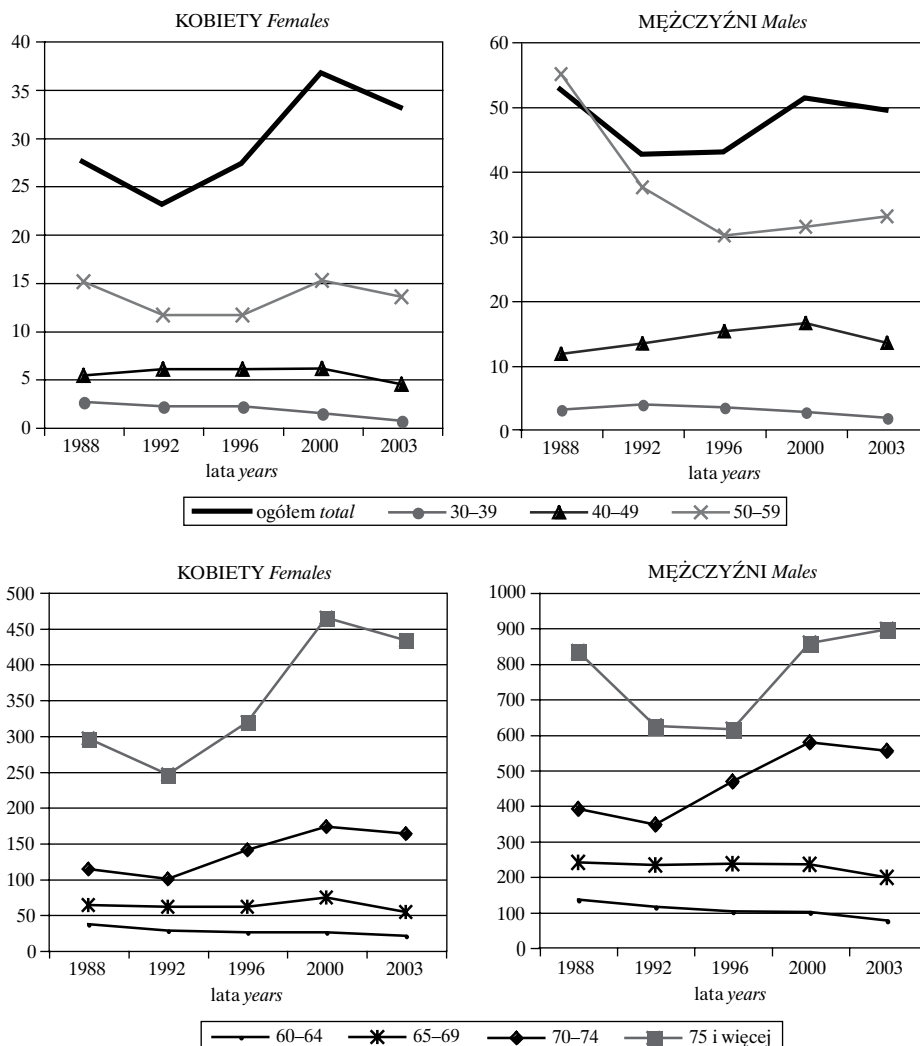 KOBIETY Females
40
35
30
25
20
15
10
5
0
1988 1992 1996 2000 2003
lata years
MĘŻCZYŹNI Males
60
50
40
30
20
10
0
1988 1992 1996 2000 2003
lata years
ogółem total 30–39 40–49 50–59
KOBIETY Females
500
450
400
350
300
250
200
150
100
50
0
1988 1992 1996 2000 2003
lata years
MĘŻCZYŹNI Males
1000
900
800
700
600
500
400
300
200
100
0
1988 1992 1996 2000 2003
lata years
60–64 65–69 70–74 75 i więcej